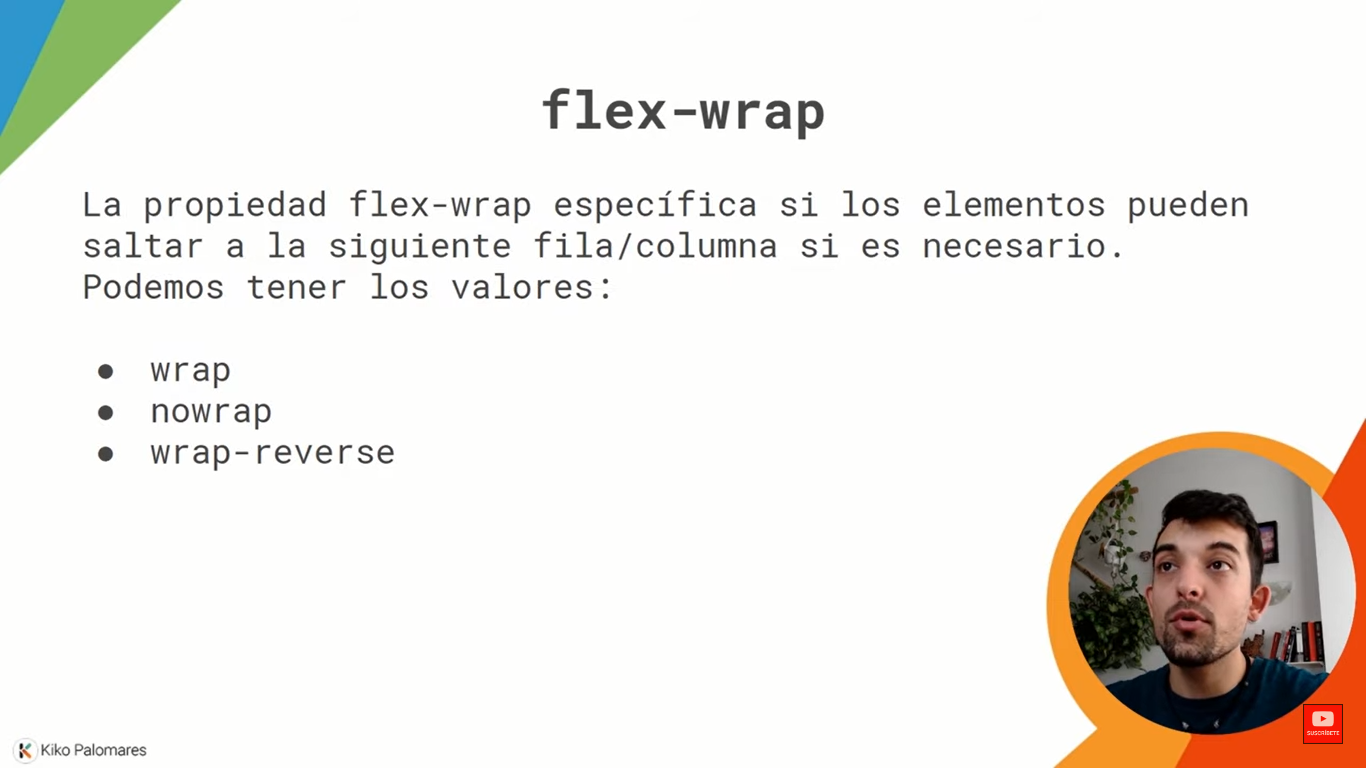 flex-wrap
La propiedad flex-wrap específica si los elementos pueden
saltar a la siguiente fila/columna si es necesario.
Podemos tener los valores:
● wrap
● nowrap
● wrap-reverse
Kiko Palomares
SUSCRÍBETE